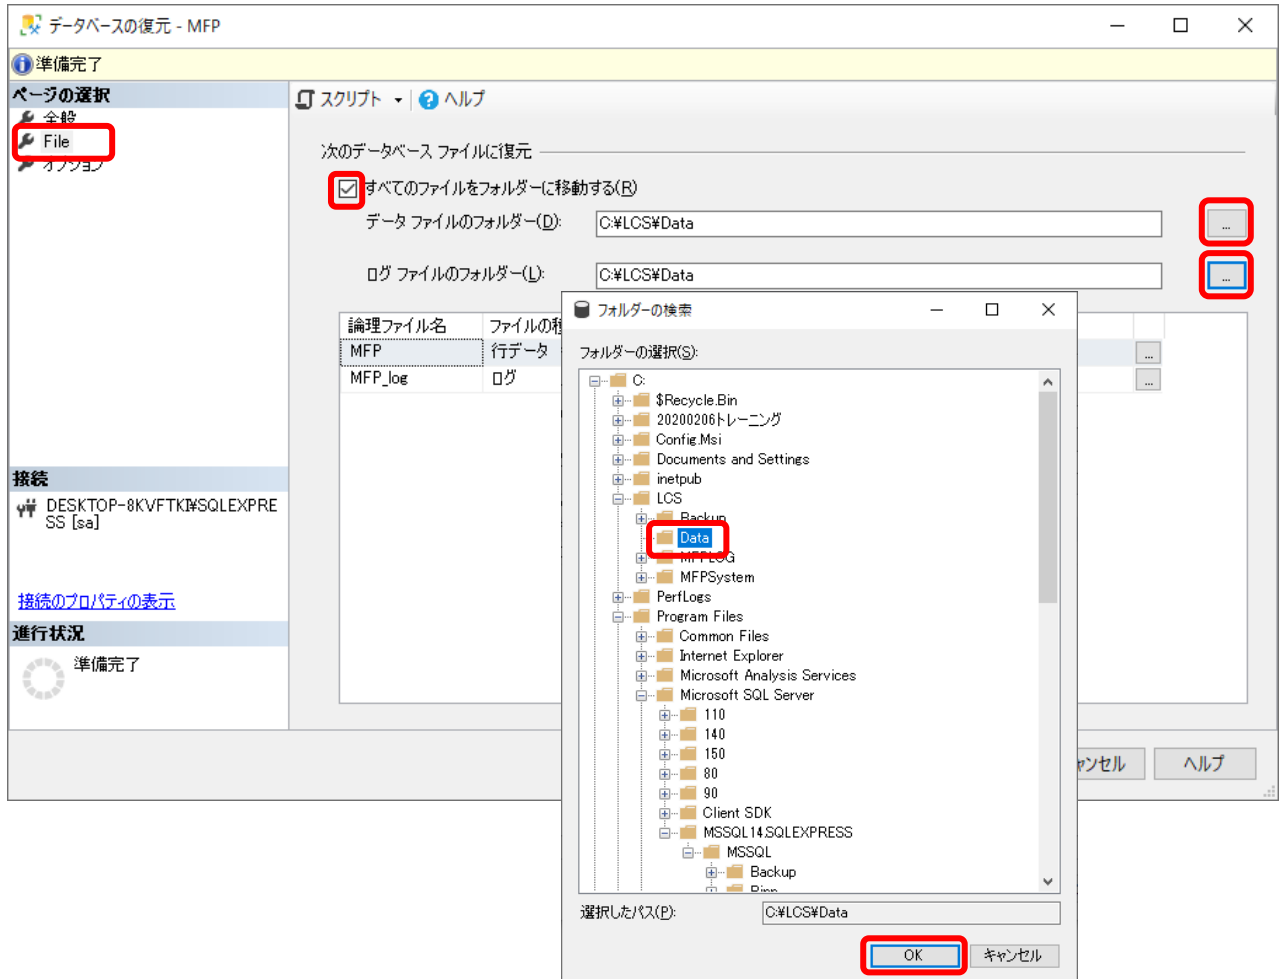 データベースの復元 - MFP
準備完了
ページの選択
全般
File
オプション
スクリプト
ヘルプ
次のデータベース ファイルに復元
すべてのファイルをフォルダーに移動する(R)
データ ファイルのフォルダー(D):
C:¥LCS¥Data
...
ログ ファイルのフォルダー(L):
C:¥LCS¥Data
...
論理ファイル名
MFP
行データ
...
MFP_log
ログ
...
接続
DESKTOP-8KVFTKI¥SQLEXPRE
SS [sa]
接続のプロパティの表示
進行状況
準備完了
ヘルプ
フォルダーの検索
フォルダーの選択(S):
C:
$Recycle.Bin
20200206トレーニング
Config.Msi
Documents and Settings
inetpub
LCS
Backup
Data
MFPLOG
MFPSystem
PerfLogs
Program Files
Common Files
Internet Explorer
Microsoft Analysis Services
Microsoft SQL Server
110
140
150
80
90
Client SDK
MSSQL14.SQLEXPRESS
MSSQL
Backup
Binn
選択したパス(P):
C:¥LCS¥Data
OK
キャンセル